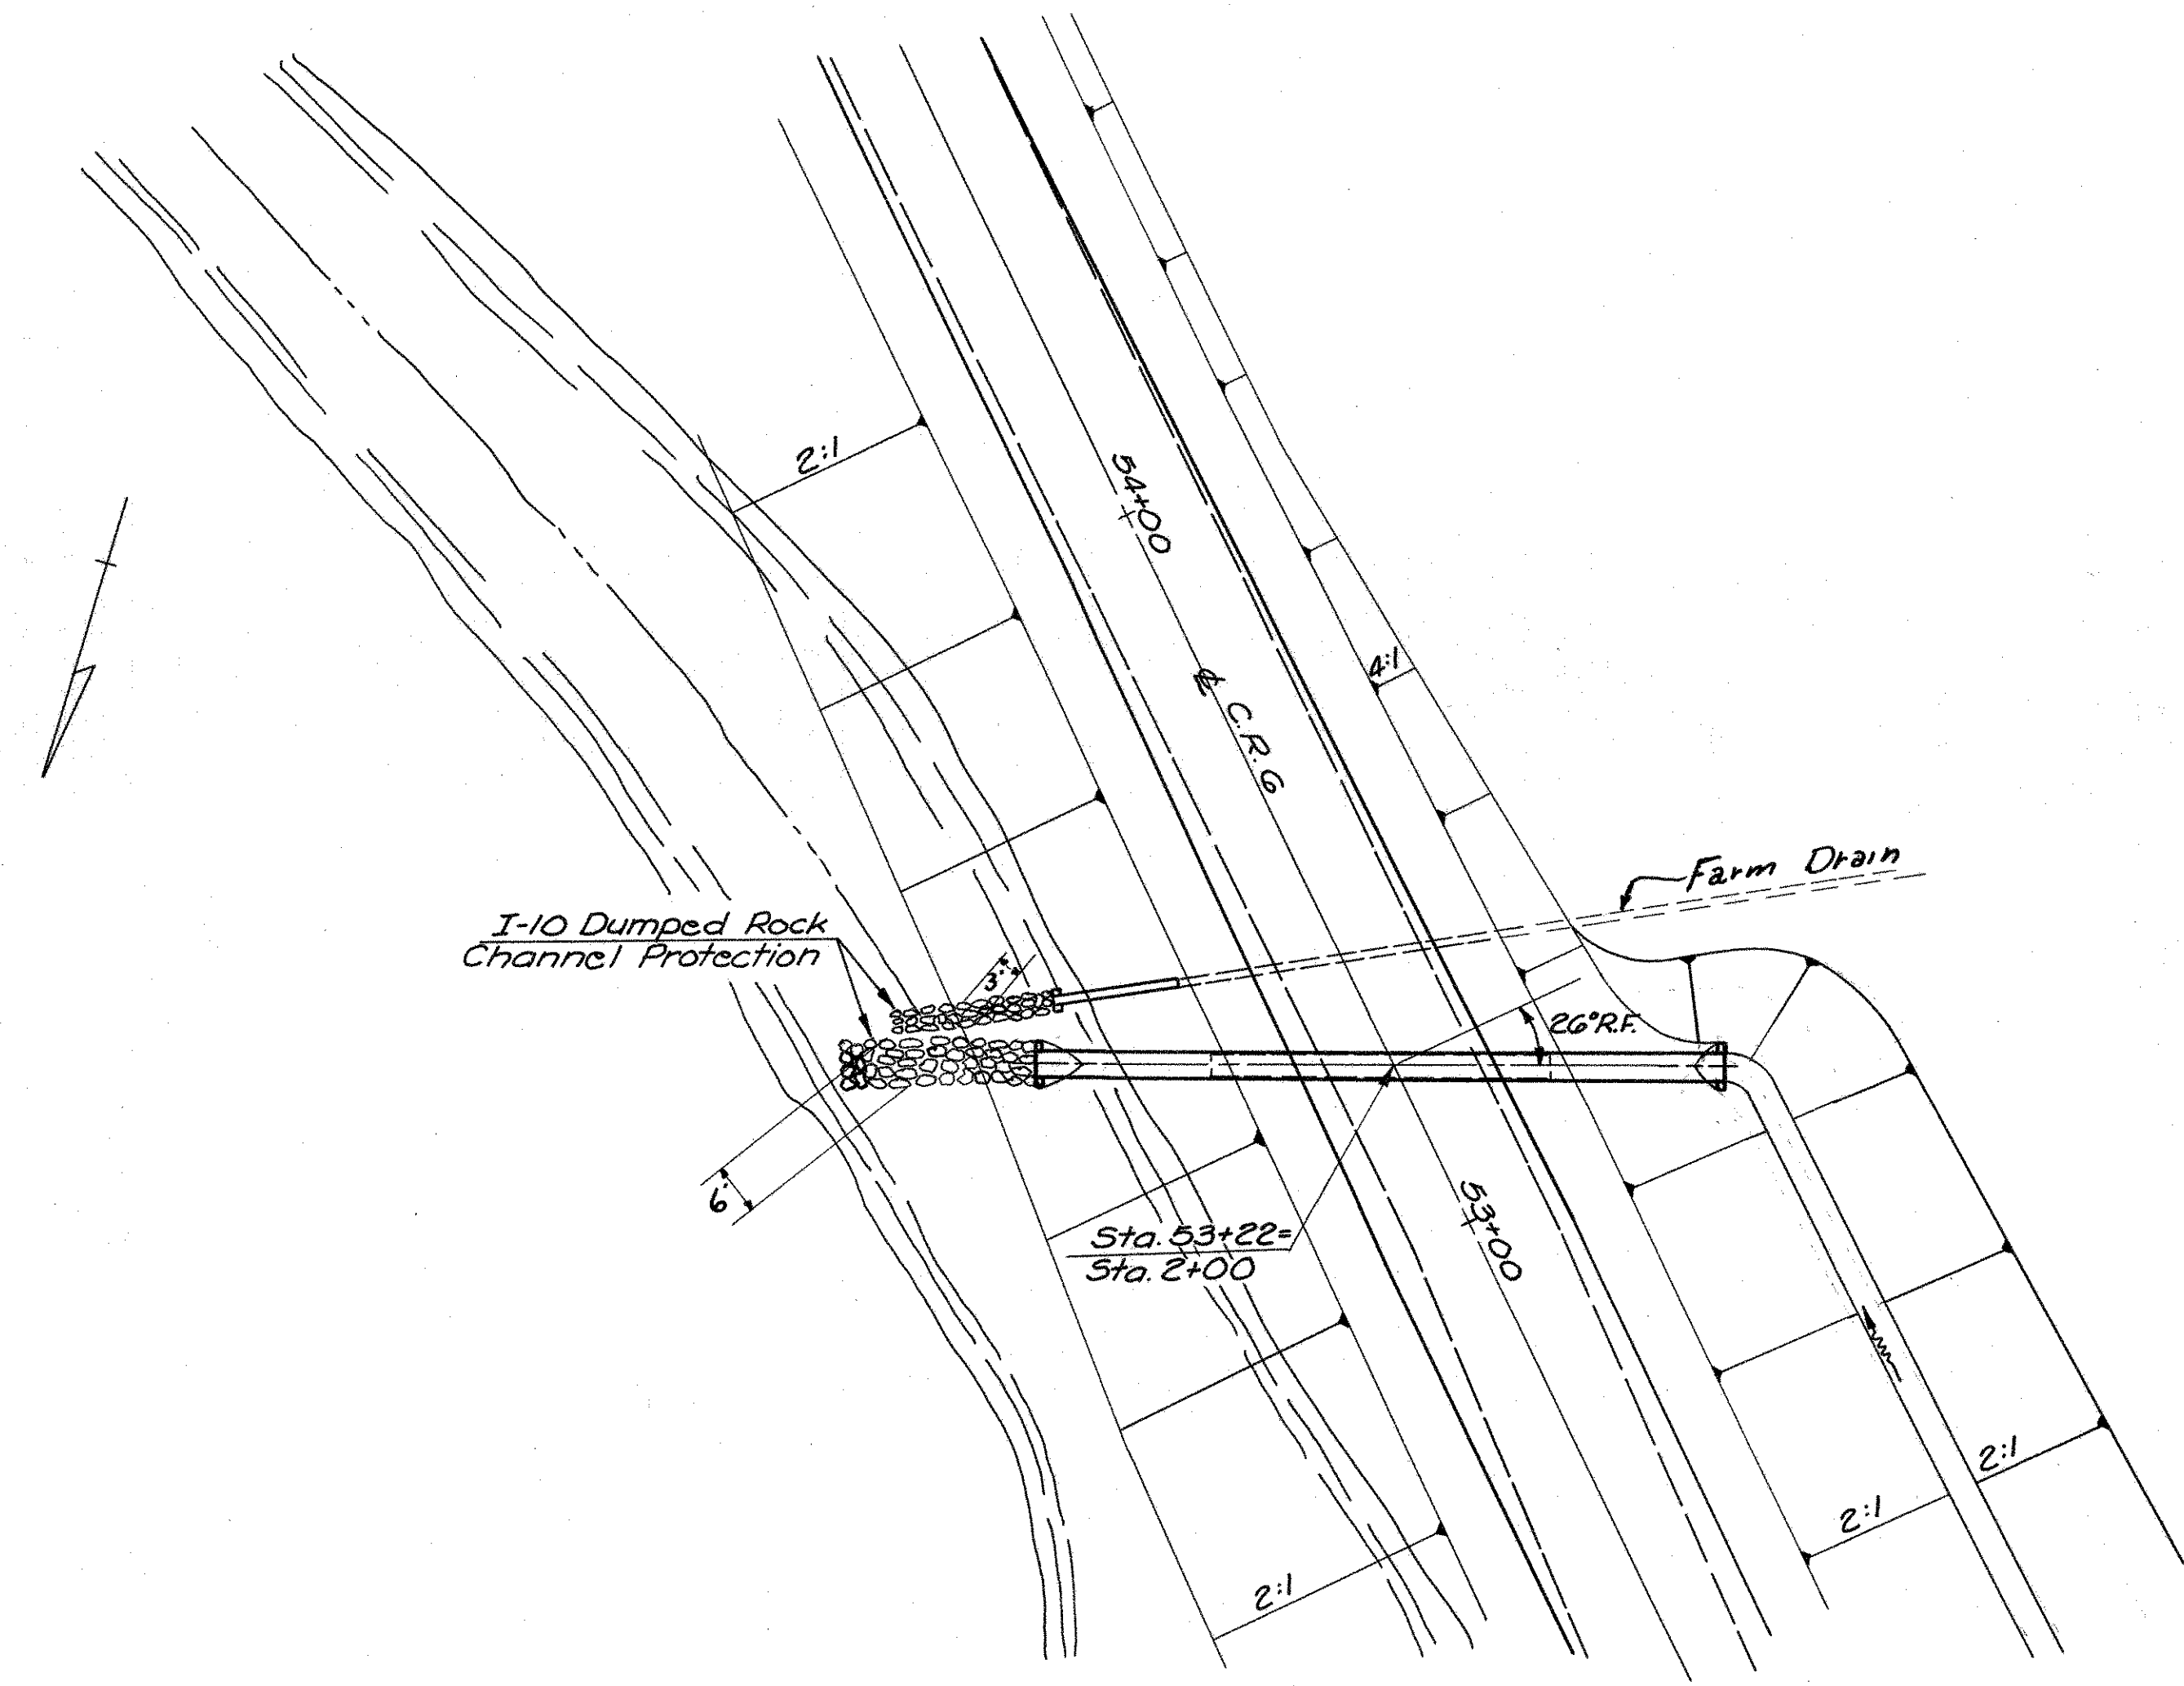 2:1
54+00
℄ C.R. 6
4:1
Farm Drain
I-10 Dumped Rock
Channel Protection
3'
26°R.F.
6'
Sta. 53+22=
Sta. 2+00
53+00
2:1
2:1
2:1